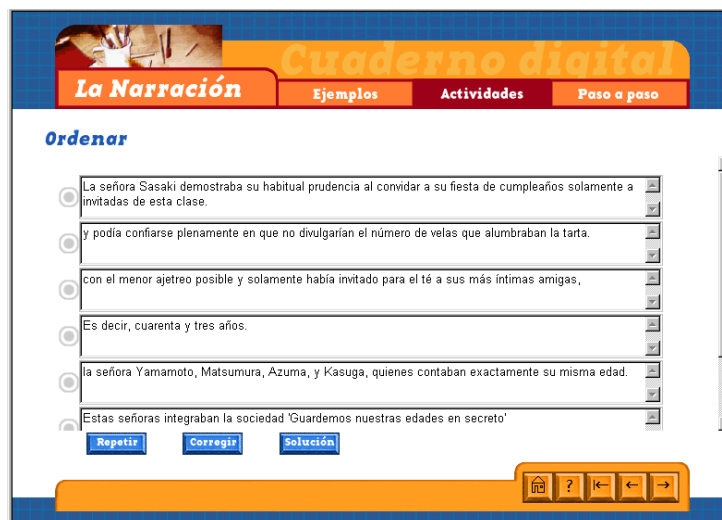 Cuaderno digital
La Narración
Ejemplos
Actividades
Paso a paso
Ordenar
La señora Sasaki demostraba su habitual prudencia al convidar a su fiesta de cumpleaños solamente a
invitadas de esta clase.
y podía confiarse plenamente en que no divulgarían el número de velas que alumbraban la tarta.
con el menor ajetreo posible y solamente había invitado para el té a sus más íntimas amigas,
Es decir, cuarenta y tres años.
la señora Yamamoto, Matsumura, Azuma, y Kasuga, quienes contaban exactamente su misma edad.
Estas señoras integraban la sociedad 'Guardemos nuestras edades en secreto'
Repetir
Corregir
Solución
?